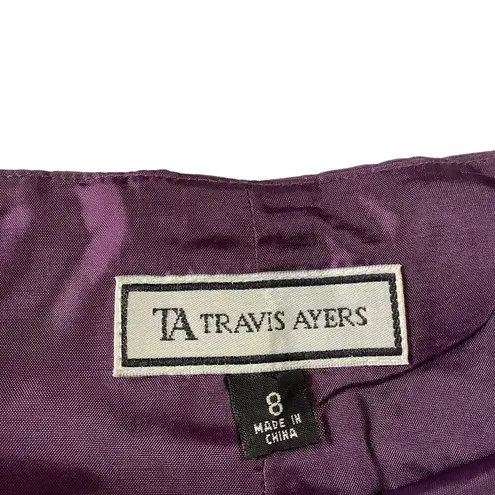 TA TRAVIS AYERS
8
MADE IN
CHINA